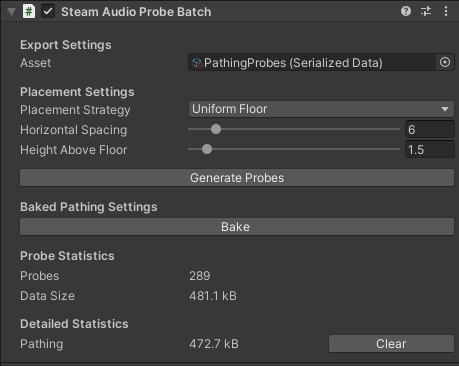 # Steam Audio Probe Batch
Export Settings
Asset PathingProbes (Serialized Data)
Placement Settings
Placement Strategy Uniform Floor
Horizontal Spacing 6
Height Above Floor 1.5
Generate Probes
Baked Pathing Settings
Bake
Probe Statistics
Probes 289
Data Size 481.1 kB
Detailed Statistics
Pathing 472.7 kB Clear